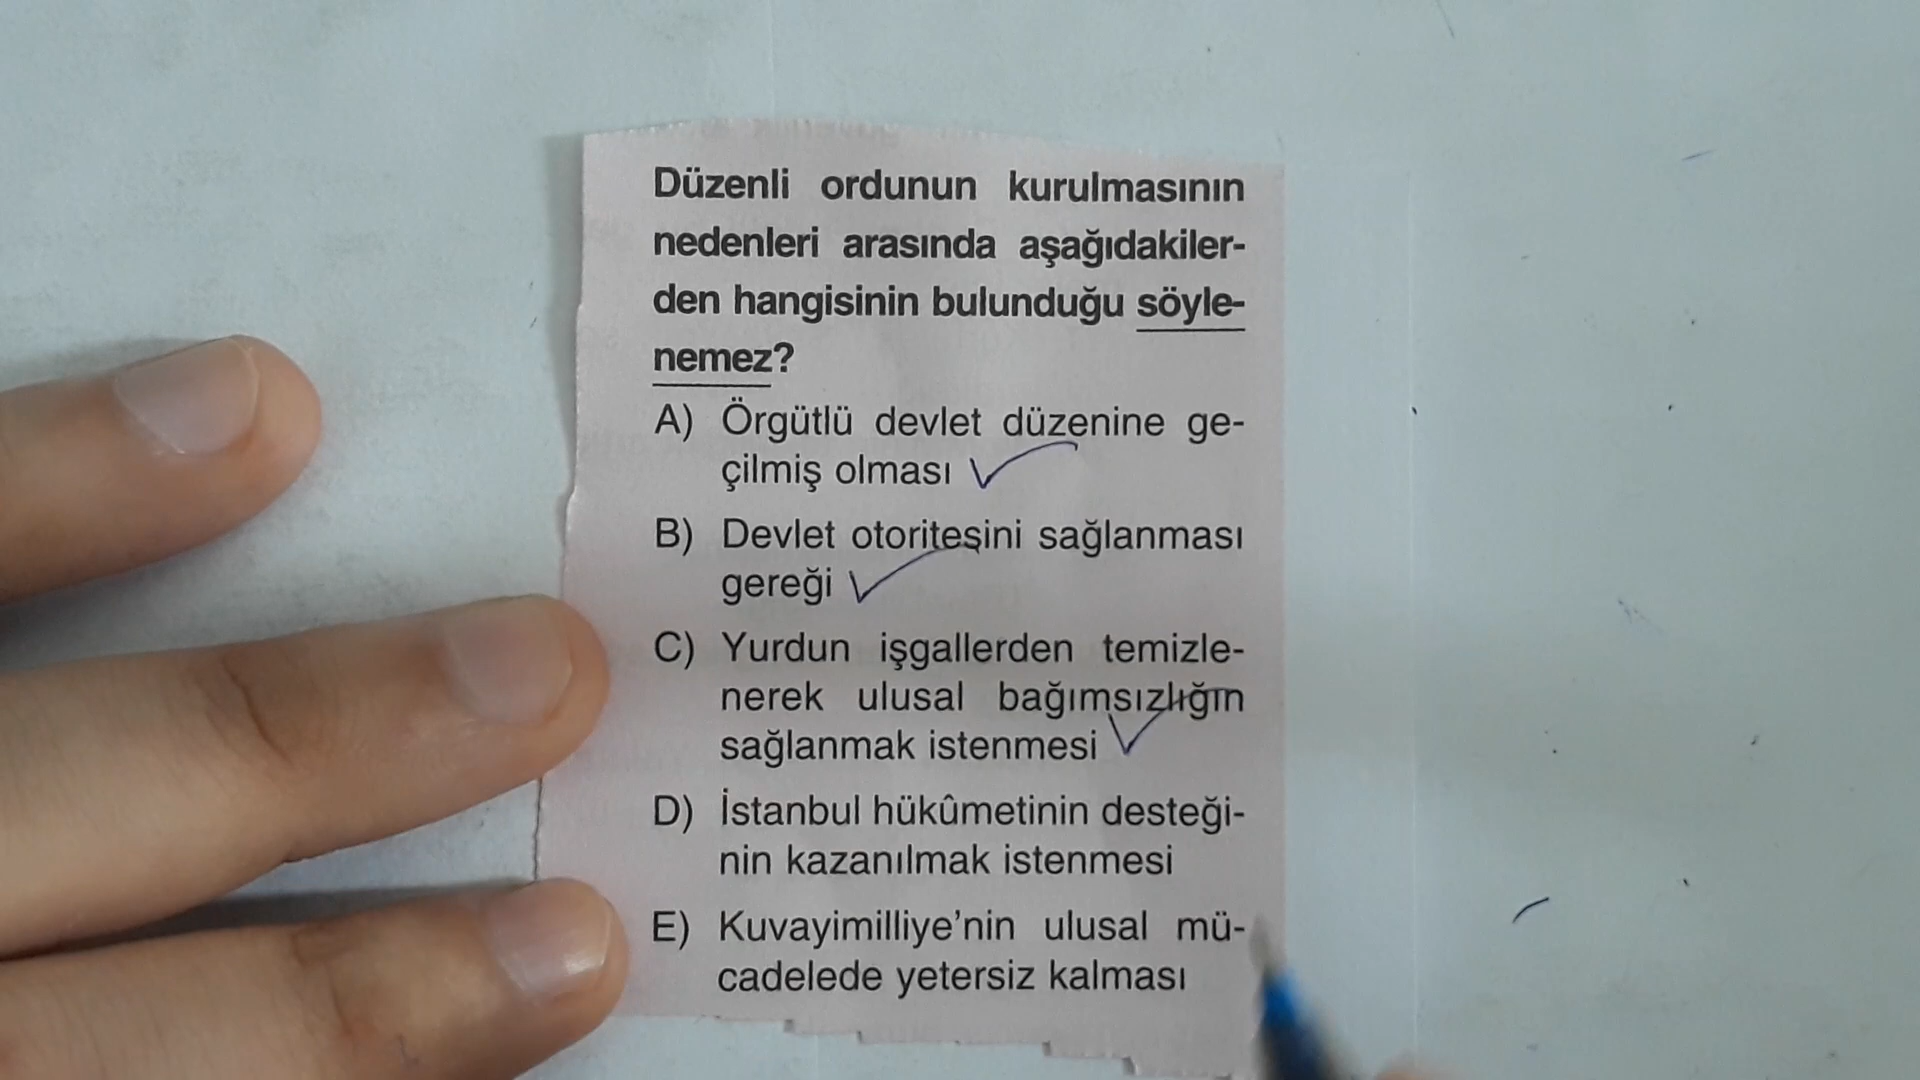 Düzenli ordunun kurulmasının
nedenleri arasında aşağıdakiler-
den hangisinin bulunduğu söyle-
nemez?
A) Örgütlü devlet düzenine ge-
çilmiş olması
B) Devlet otoritesini sağlanması
gereği
C) Yurdun işgallerden temizle-
nerek ulusal bağımsızlığın
sağlanmak istenmesi
D) İstanbul hükûmetinin desteği-
nin kazanılmak istenmesi
E) Kuvayimilliye'nin ulusal mü-
cadelede yetersiz kalması